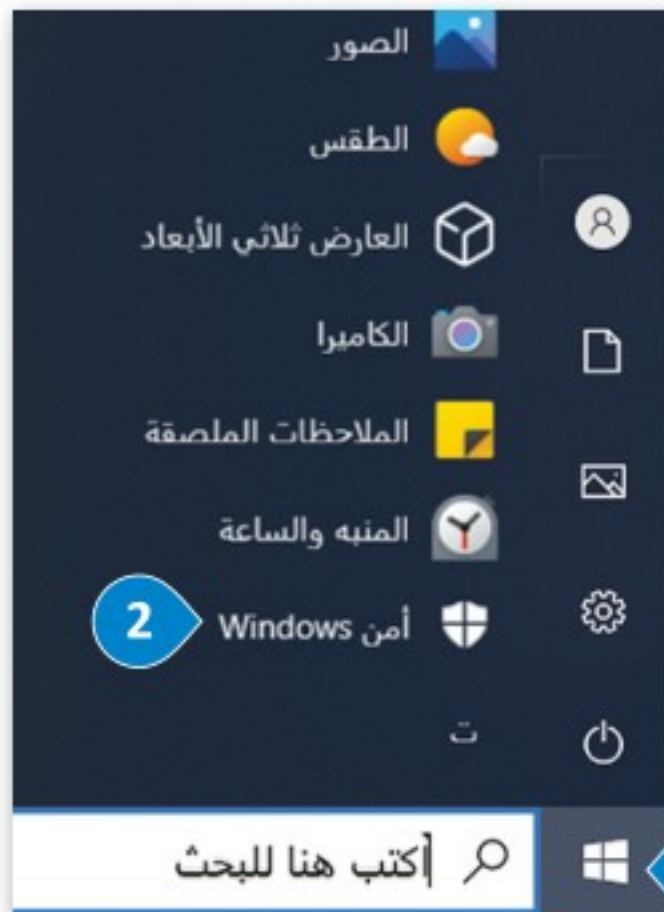 الصور
الطقس
العارض ثلاثي الأبعاد
الكاميرا
الملاحظات الملصقة
المنبه والساعة
أمن Windows
2
ت
اكتب هنا للبحث